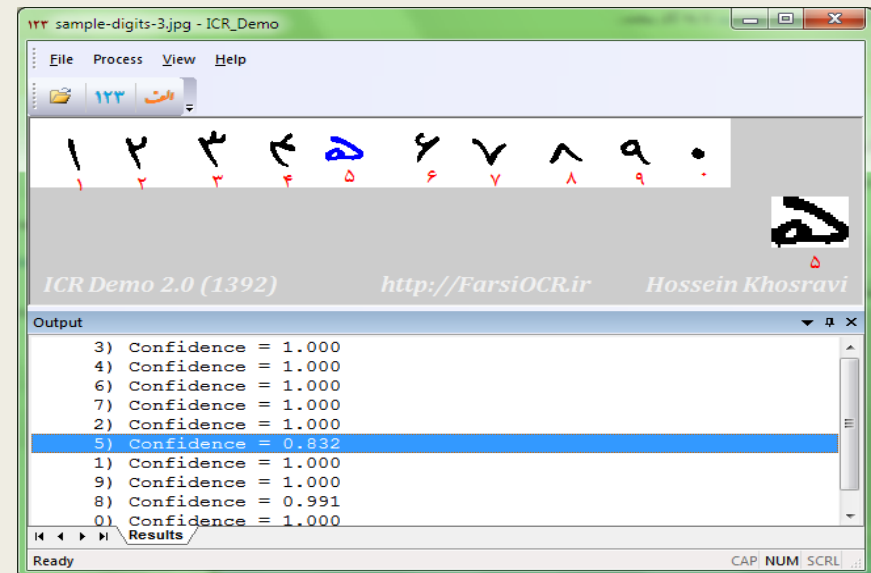 ۱۲۳ sample-digits-3.jpg - ICR_Demo
File Process View Help
۱۲۳ الف
۱ ۲ ۳ ۴ ۵ ۶ ۷ ۸ ۹ ۰
۱ ۲ ۳ ۴ ۵ ۶ ۷ ۸ ۹ ۰
۵
۵
ICR Demo 2.0 (1392) http://FarsiOCR.ir Hossein Khosravi
Output
3) Confidence = 1.000
4) Confidence = 1.000
6) Confidence = 1.000
7) Confidence = 1.000
2) Confidence = 1.000
5) Confidence = 0.832
1) Confidence = 1.000
9) Confidence = 1.000
8) Confidence = 0.991
0) Confidence = 1.000
Results
Ready CAP NUM SCRL